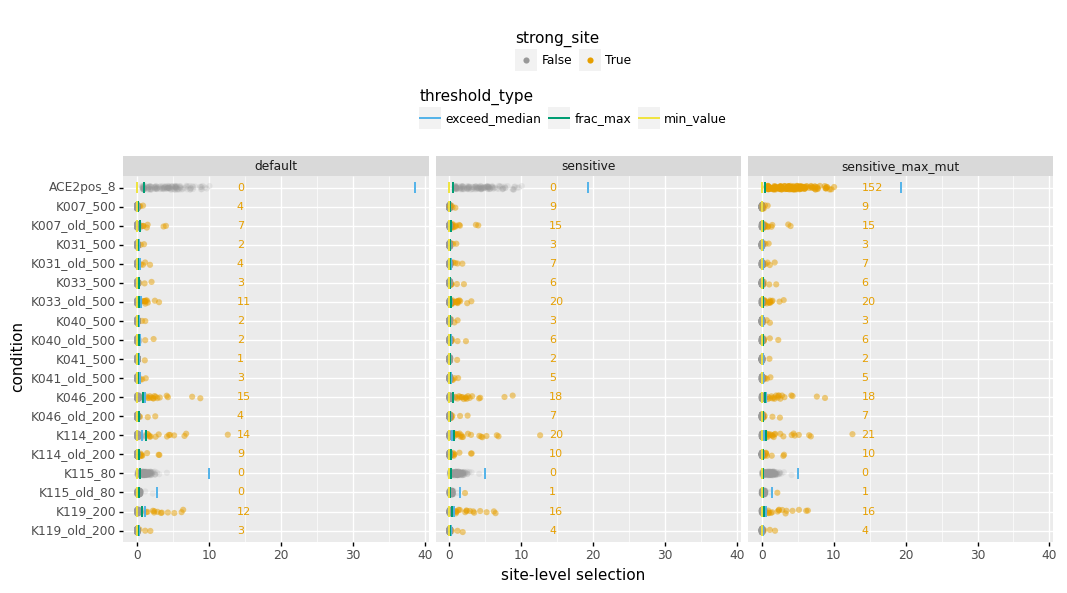 strong_site
False True
threshold_type
exceed_median frac_max min_value
default sensitive sensitive_max_mut
ACE2pos_8 0 0 152
K007_500 4 9 9
K007_old_500 7 15 15
K031_500 2 3 3
K031_old_500 4 7 7
K033_500 3 6 6
K033_old_500 11 20 20
K040_500 2 3 3
K040_old_500 2 6 6
K041_500 1 2 2
K041_old_500 3 5 5
K046_200 15 18 18
K046_old_200 4 7 7
K114_200 14 20 21
K114_old_200 9 10 10
K115_80 0 0 0
K115_old_80 0 1 1
K119_200 12 16 16
K119_old_200 3 4 4
condition
0 10 20 30 40 0 10 20 30 40 0 10 20 30 40
site-level selection